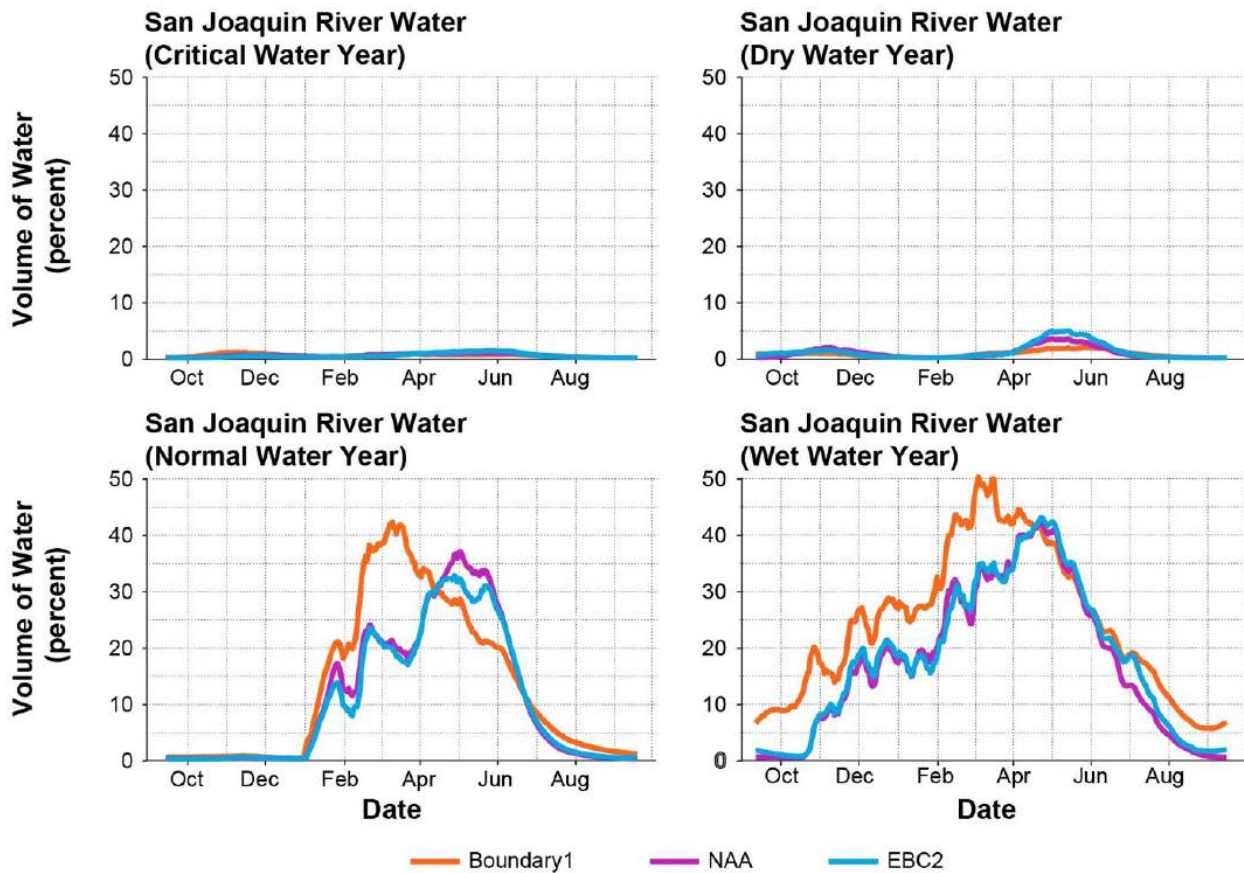 San Joaquin River Water
(Critical Water Year)
50
40
30
20
10
0
Oct Dec Feb Apr Jun Aug
Volume of Water
(percent)
San Joaquin River Water
(Dry Water Year)
50
40
30
20
10
0
Oct Dec Feb Apr Jun Aug
San Joaquin River Water
(Normal Water Year)
50
40
30
20
10
0
Oct Dec Feb Apr Jun Aug
Volume of Water
(percent)
Date
San Joaquin River Water
(Wet Water Year)
50
40
30
20
10
0
Oct Dec Feb Apr Jun Aug
Date
Boundary1 NAA EBC2